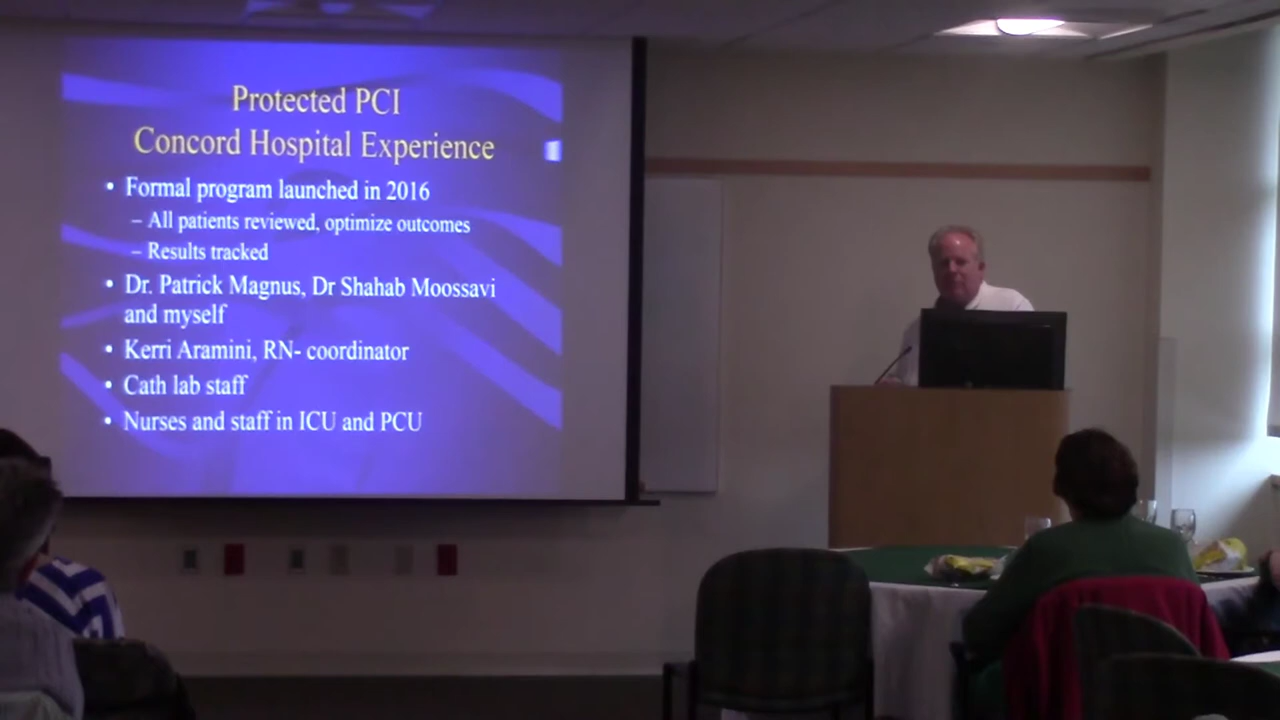 Protected PCI
Concord Hospital Experience
• Formal program launched in 2016
– All patients reviewed, optimize outcomes
– Results tracked
• Dr. Patrick Magnus, Dr Shahab Moossavi
and myself
• Kerri Aramini, RN- coordinator
• Cath lab staff
• Nurses and staff in ICU and PCU